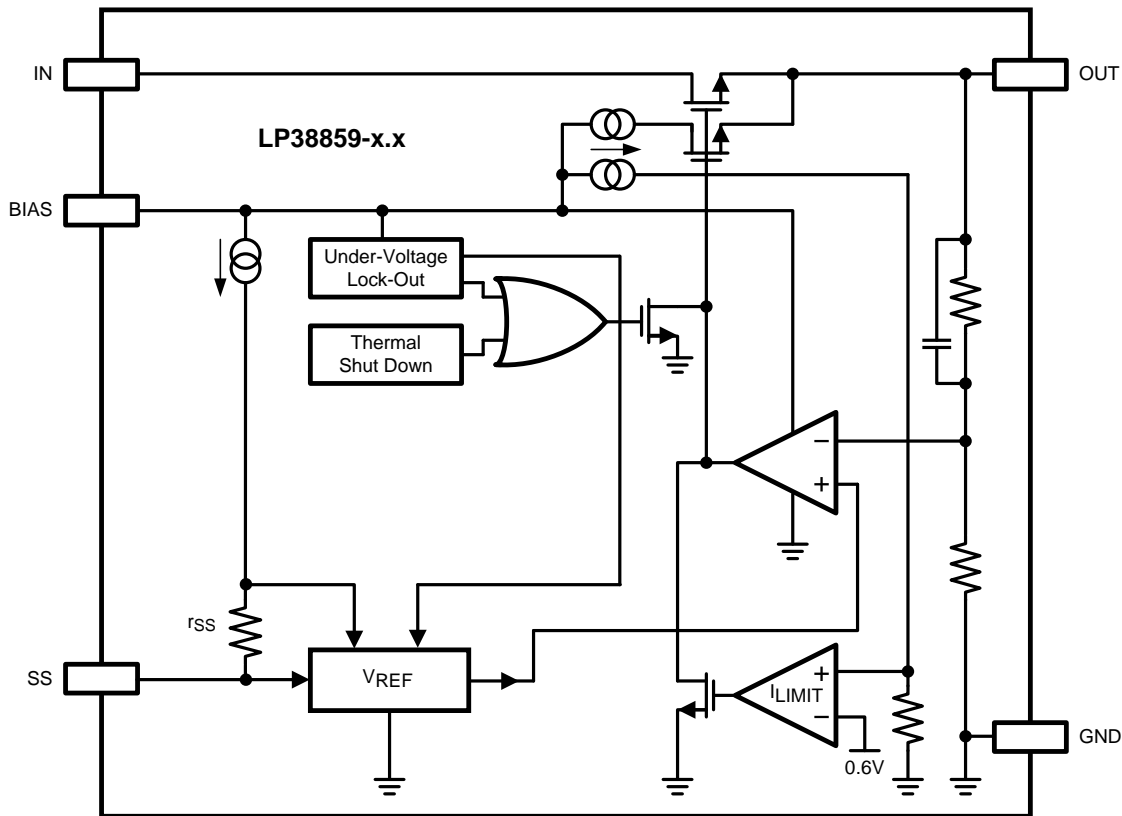 IN
OUT
LP38859-x.x
BIAS
Under-Voltage
Lock-Out
Thermal
Shut Down
−
+
rSS
SS
VREF
+
ILIMIT
−
0.6V
GND